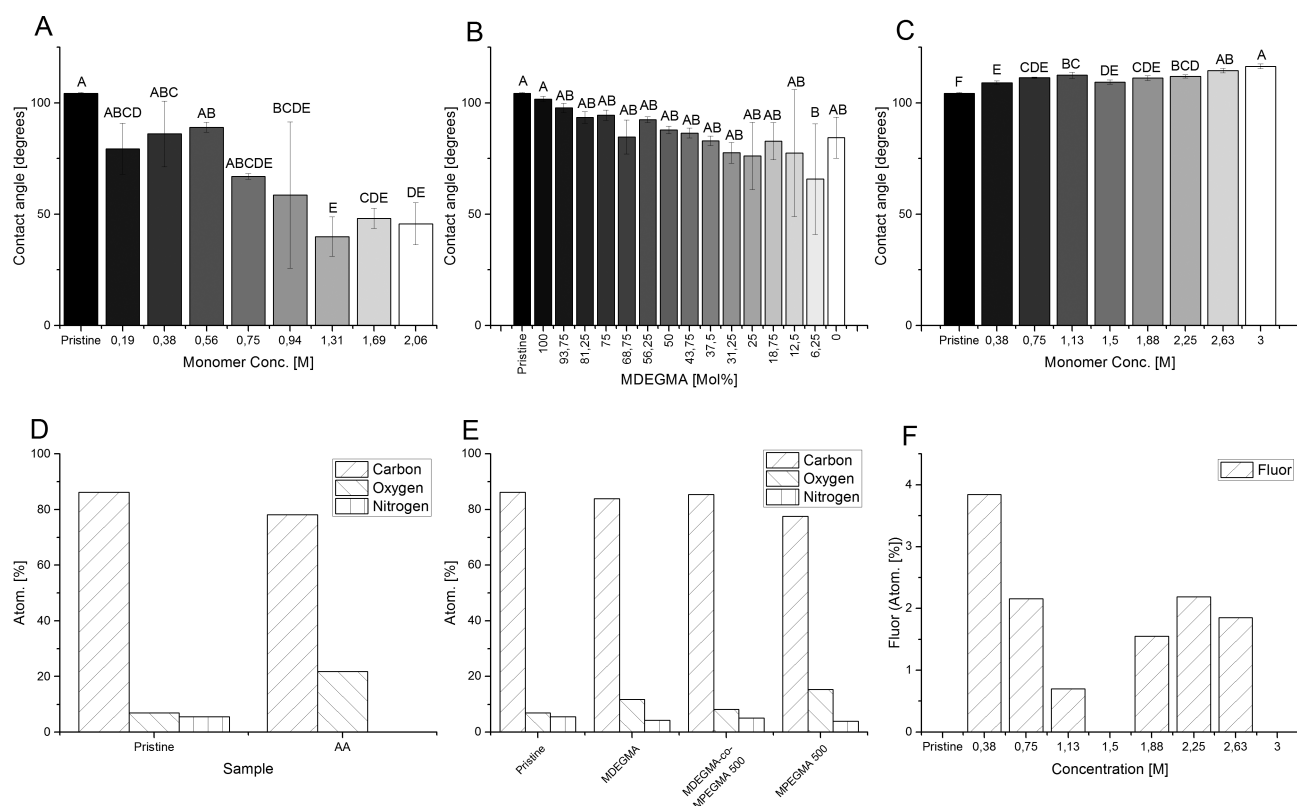 A
Contact angle [degrees]
100
50
0
A
ABCD
ABC
AB
ABCDE
BCDE
E
CDE
DE
Pristine
0,19
0,38
0,56
0,75
0,94
1,31
1,69
2,06
Monomer Conc. [M]
B
Contact angle [degrees]
100
50
0
A
A
AB
AB
AB
AB
AB
AB
AB
AB
AB
AB
AB
AB
B
AB
Pristine
100
93,75
81,25
75
68,75
56,25
50
43,75
37,5
31,25
25
18,75
12,5
6,25
0
MDEGMA [Mol%]
C
Contact angle [degrees]
100
50
0
F
E
CDE
BC
DE
CDE
BCD
AB
A
Pristine
0,38
0,75
1,13
1,5
1,88
2,25
2,63
3
Monomer Conc. [M]
D
Atom. [%]
100
80
60
40
20
0
Carbon
Oxygen
Nitrogen
Pristine
AA
Sample
E
Atom. [%]
100
80
60
40
20
0
Carbon
Oxygen
Nitrogen
Pristine
MDEGMA
MDEGMA-co-
MPEGMA 500
MPEGMA 500
F
Fluor (Atom. [%])
4
3
2
1
0
Fluor
Pristine
0,38
0,75
1,13
1,5
1,88
2,25
2,63
3
Concentration [M]